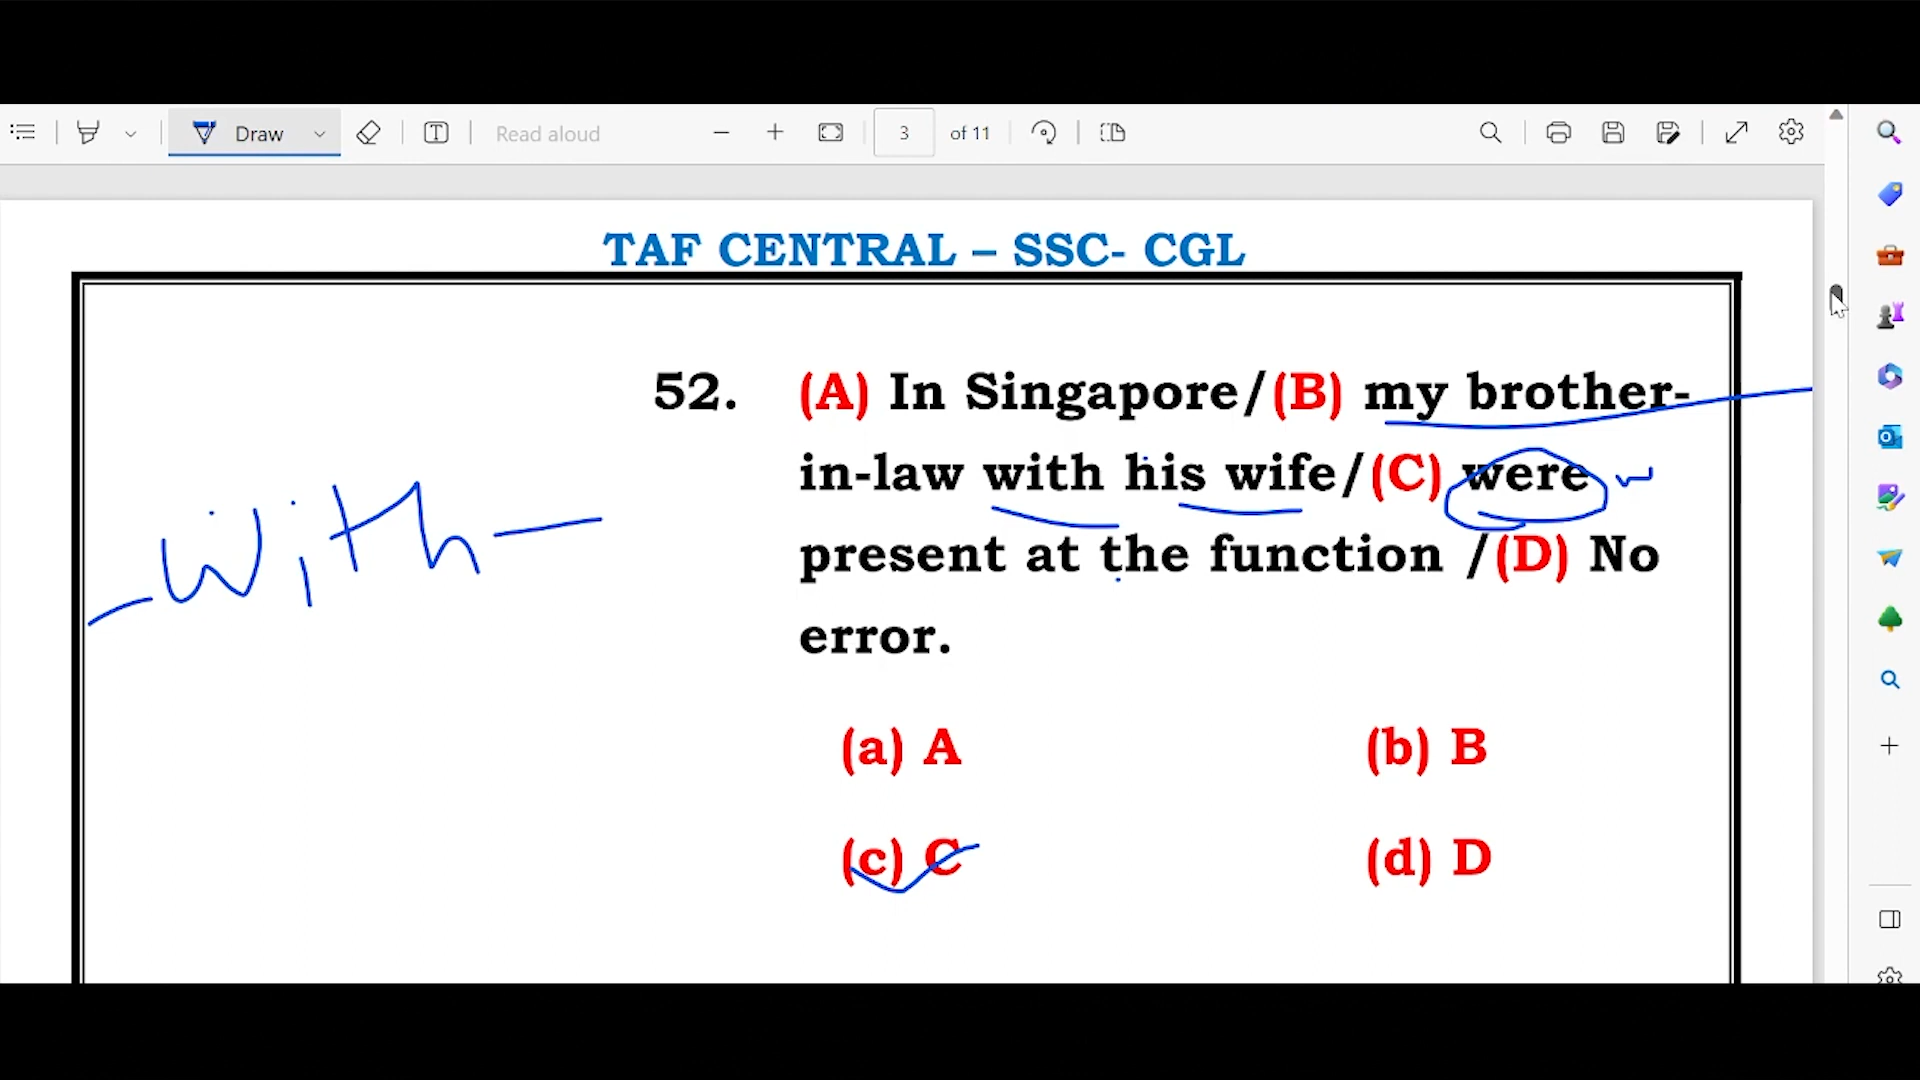 Draw
Read aloud
3 of 11
TAF CENTRAL – SSC- CGL
52. (A) In Singapore/(B) my brother-
in-law with his wife/(C) were
present at the function /(D) No
error.
With
(a) A (b) B
(c) C (d) D